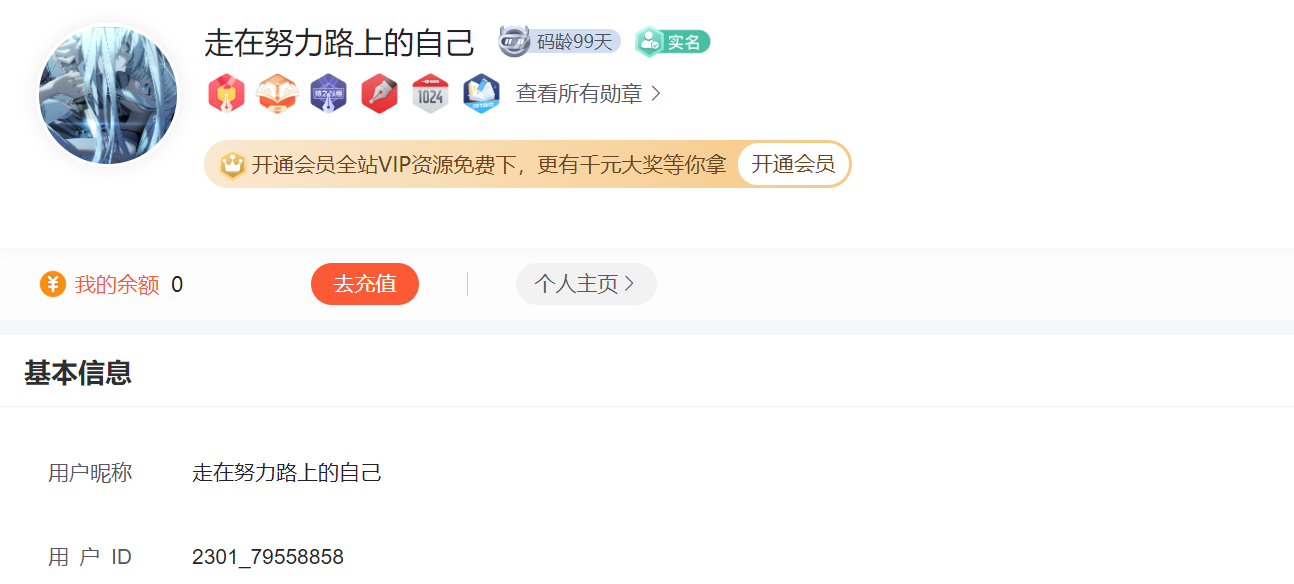 走在努力路上的自己 码龄99天 实名
1024 查看所有勋章
开通会员全站VIP资源免费下，更有千元大奖等你拿 开通会员
我的余额 0 去充值 个人主页
基本信息
用户昵称 走在努力路上的自己
用 户 ID 2301_79558858